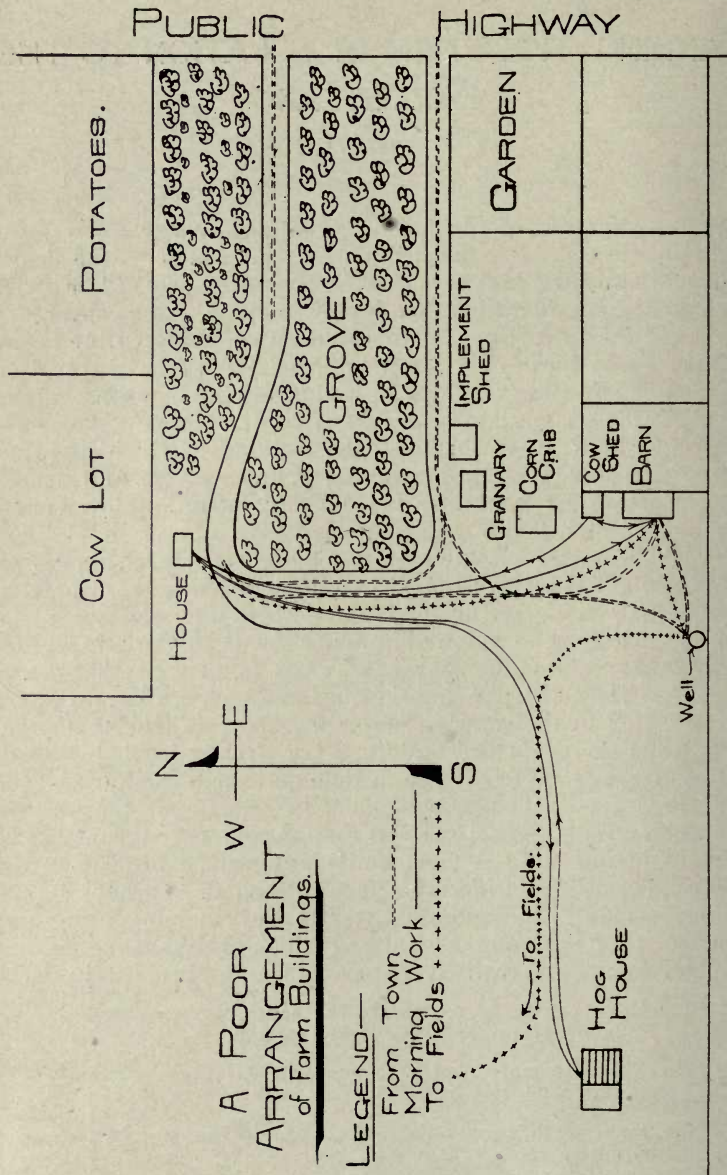 PUBLIC HIGHWAY
POTATOES.
COW LOT
GROVE
GARDEN
IMPLEMENT
SHED
GRANARY
CORN
CRIB
COW
SHED
BARN
HOUSE
Well
N
W E
S
A POOR
ARRANGEMENT
of Farm Buildings.
LEGEND—
From Town
Morning Work
To Fields
To Fields.
HOG
HOUSE